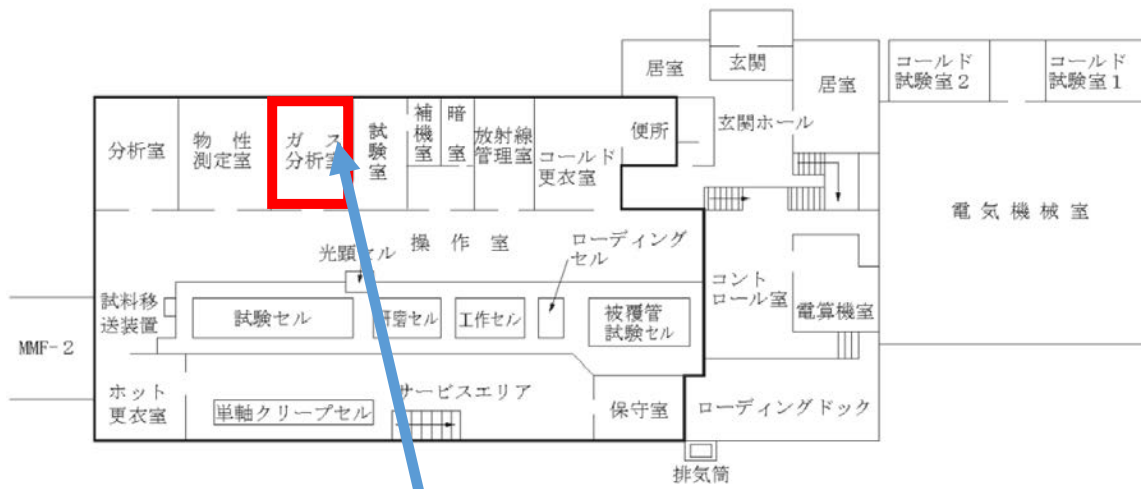 居室
玄関
居室
コールド
試験室2
コールド
試験室1
分析室
物 性
測定室
ガ ス
分析室
試験室
補機室
暗室
放射線
管理室
コールド
更衣室
便所
玄関ホール
電 気 機 械 室
操 作 室
光顕セル
ローディング
セル
コント
ロール室
電算機室
試料移
送装置
試験セル
研磨セル
工作セル
被覆管
試験セル
MMF-2
ホット
更衣室
単軸クリープセル
サービスエリア
保守室
ローディングドック
排気筒